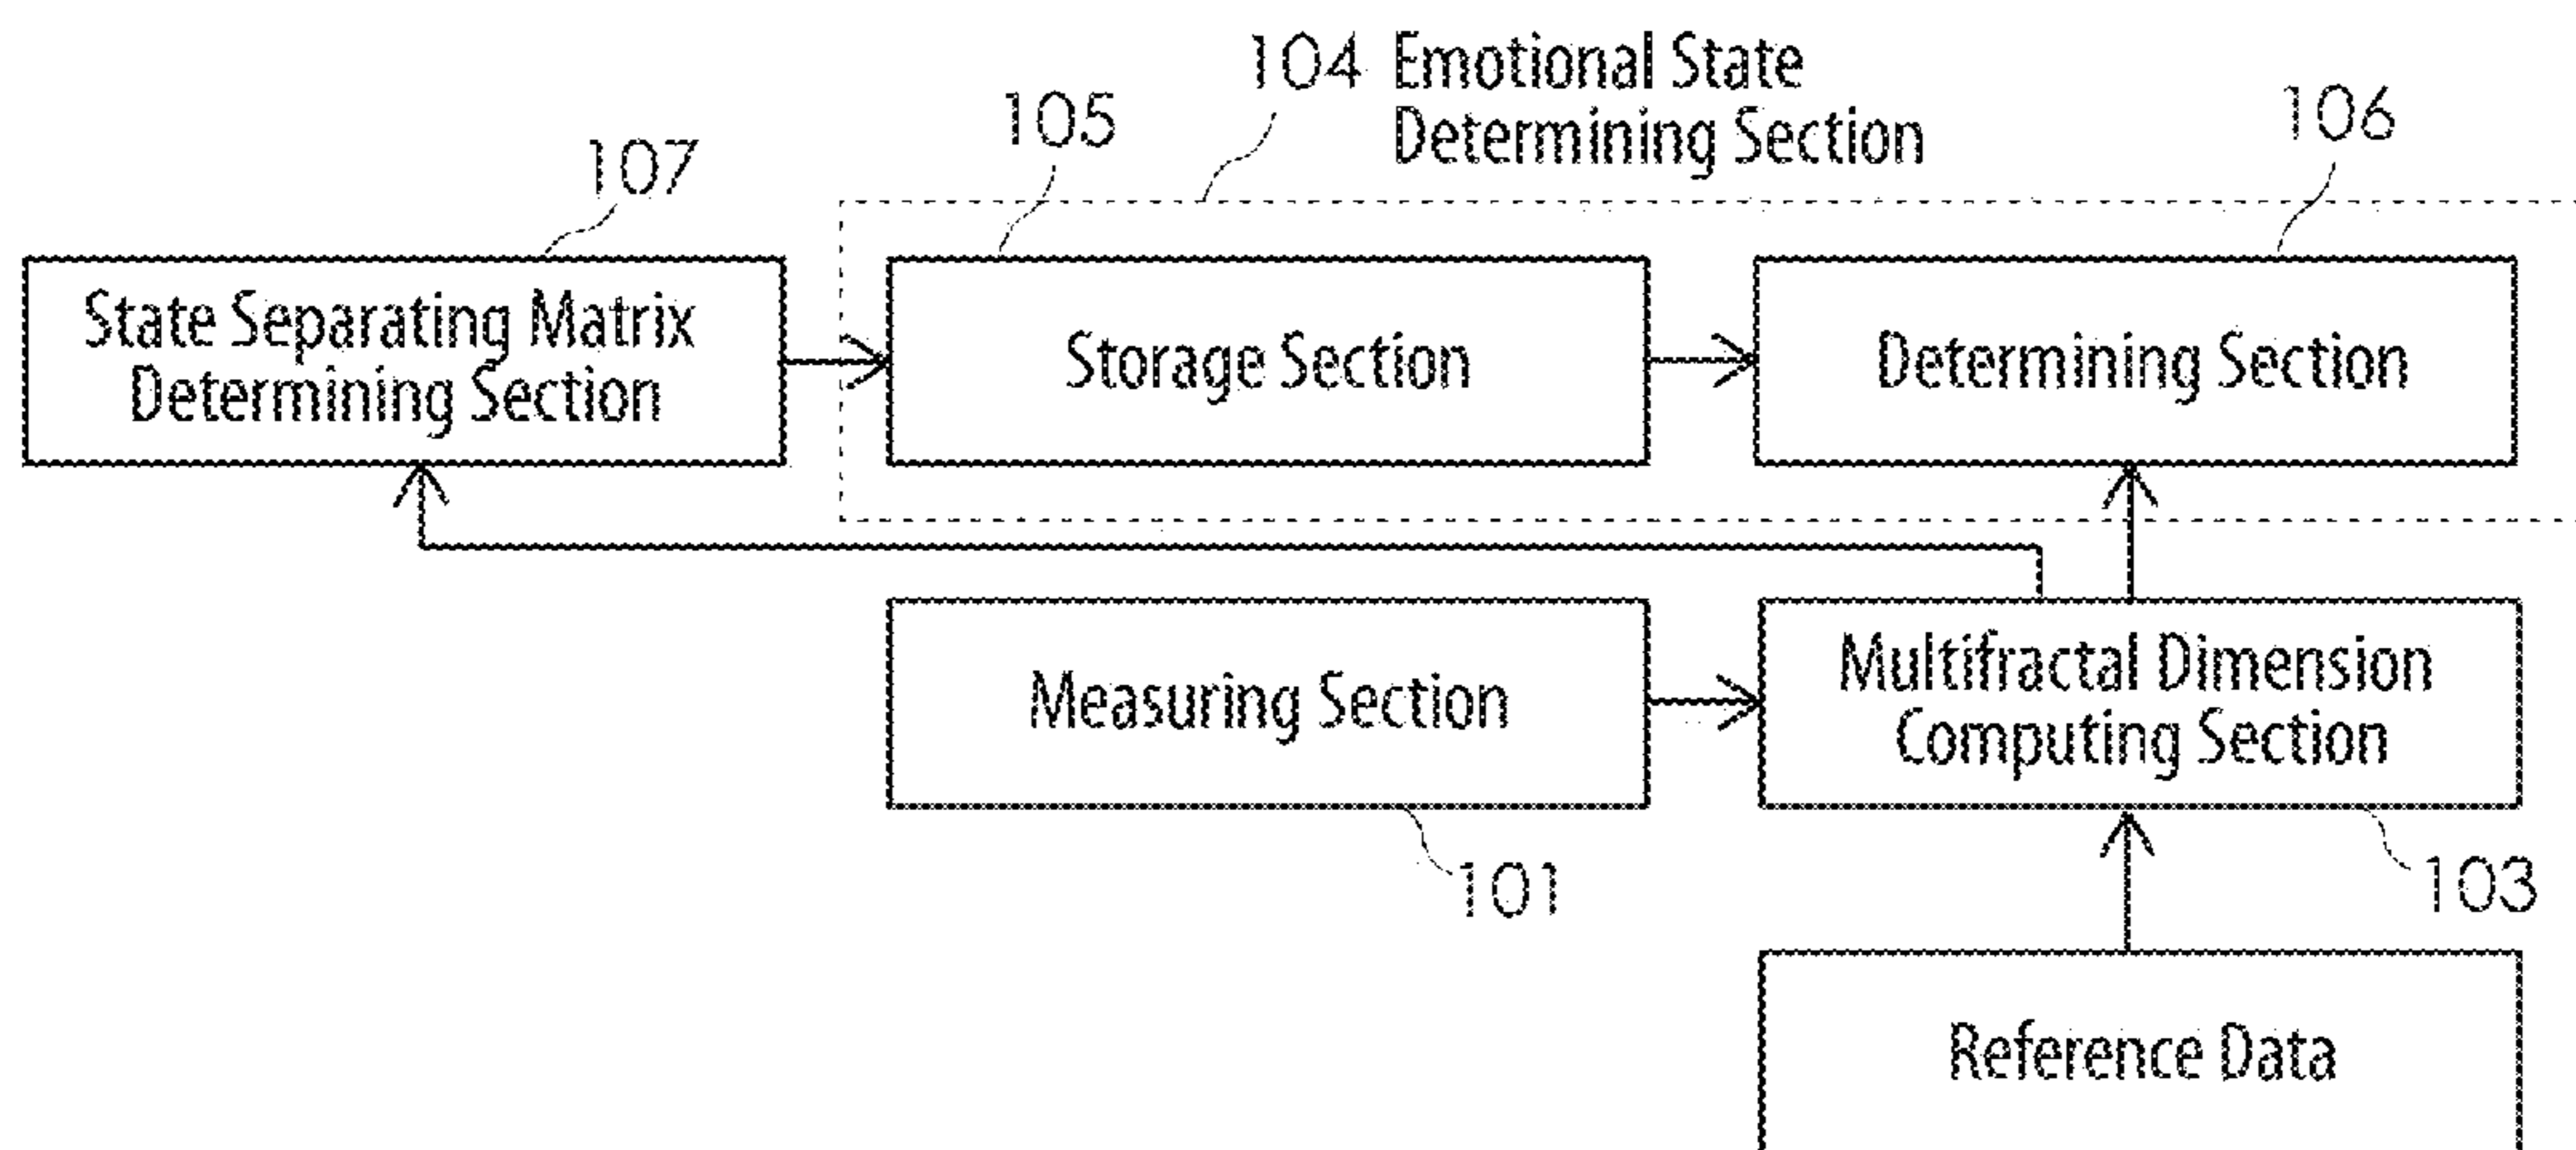 104 Emotional State
Determining Section
105
106
107
State Separating Matrix
Determining Section
Storage Section
Determining Section
Measuring Section
Multifractal Dimension
Computing Section
101
103
Reference Data